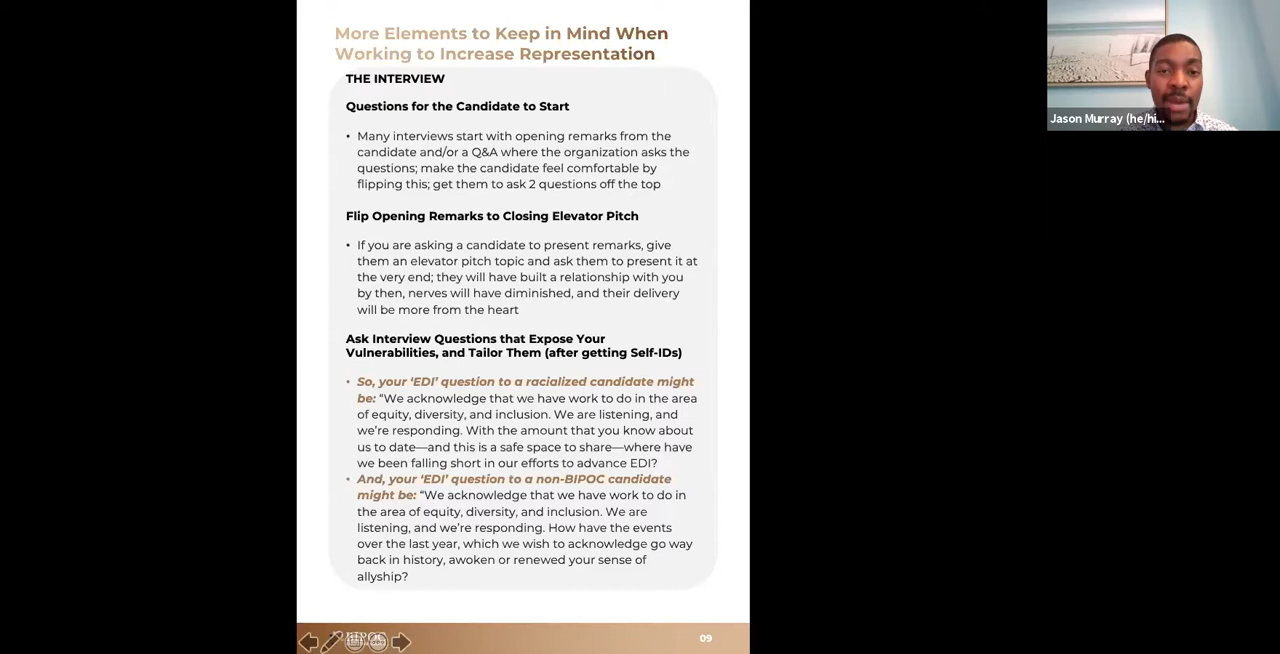 More Elements to Keep in Mind When
Working to Increase Representation
THE INTERVIEW
Questions for the Candidate to Start
• Many interviews start with opening remarks from the
candidate and/or a Q&A where the organization asks the
questions; make the candidate feel comfortable by
flipping this; get them to ask 2 questions off the top
Flip Opening Remarks to Closing Elevator Pitch
• If you are asking a candidate to present remarks, give
them an elevator pitch topic and ask them to present it at
the very end; they will have built a relationship with you
by then, nerves will have diminished, and their delivery
will be more from the heart
Ask Interview Questions that Expose Your
Vulnerabilities, and Tailor Them (after getting Self-IDs)
• So, your ‘EDI’ question to a racialized candidate might
be: “We acknowledge that we have work to do in the area
of equity, diversity, and inclusion. We are listening, and
we’re responding. With the amount that you know about
us to date—and this is a safe space to share—where have
we been falling short in our efforts to advance EDI?
• And, your ‘EDI’ question to a non-BIPOC candidate
might be: “We acknowledge that we have work to do in
the area of equity, diversity, and inclusion. We are
listening, and we’re responding. How have the events
over the last year, which we wish to acknowledge go way
back in history, awoken or renewed your sense of
allyship?
BIPOC
09
Jason Murray (he/hi...